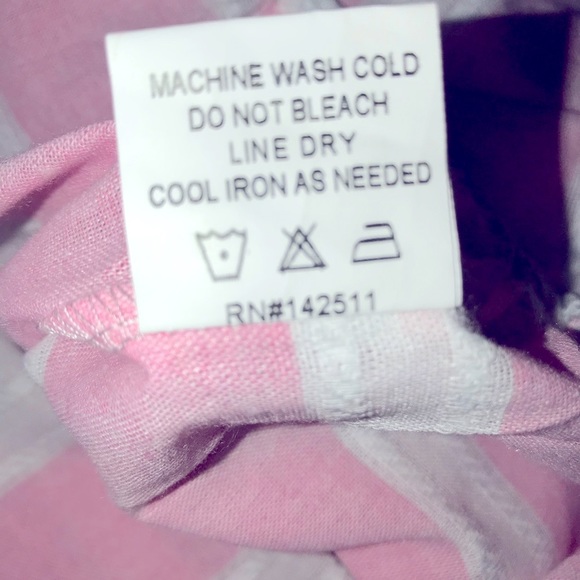 MACHINE WASH COLD
DO NOT BLEACH
LINE DRY
COOL IRON AS NEEDED
RN#142511